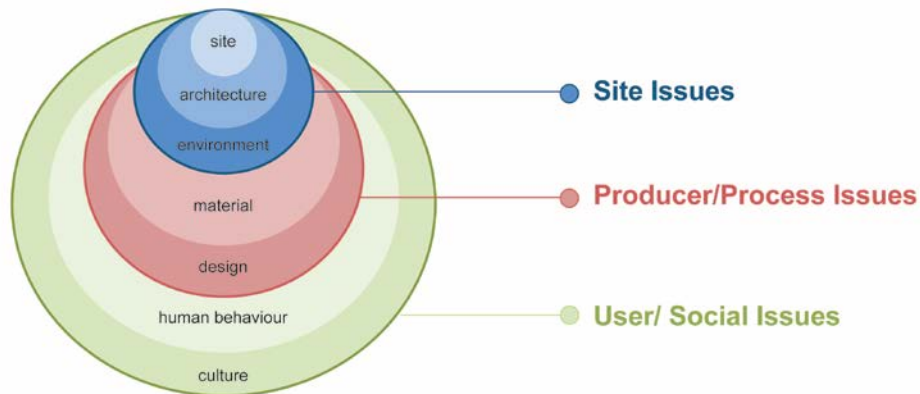 site
architecture
environment
material
design
human behaviour
culture
Site Issues
Producer/Process Issues
User/ Social Issues